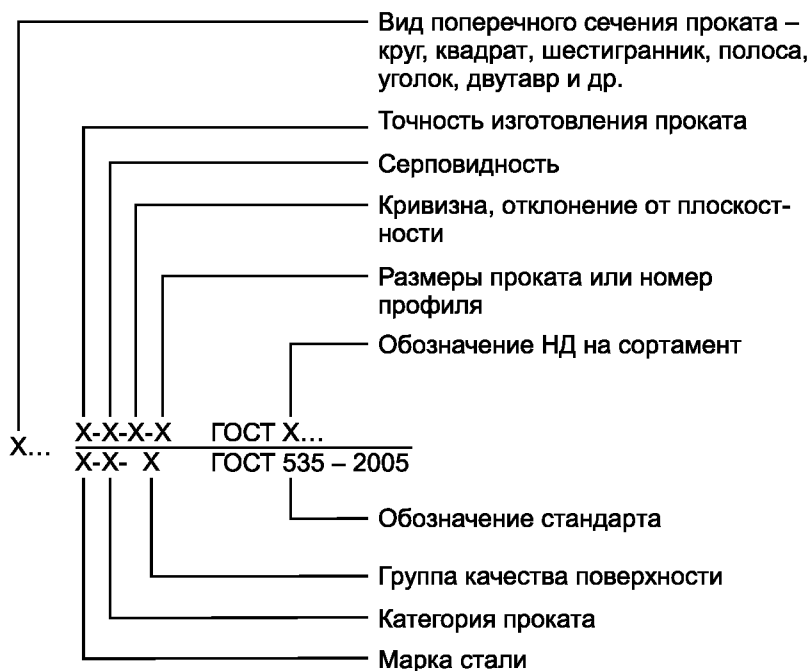 Вид поперечного сечения проката –
круг, квадрат, шестигранник, полоса,
уголок, двутавр и др.
Точность изготовления проката
Серповидность
Кривизна, отклонение от плоскост-
ности
Размеры проката или номер
профиля
Обозначение НД на сортамент
Х-Х-Х-Х ГОСТ Х...
Х...
Х-Х- Х ГОСТ 535 – 2005
Обозначение стандарта
Группа качества поверхности
Категория проката
Марка стали